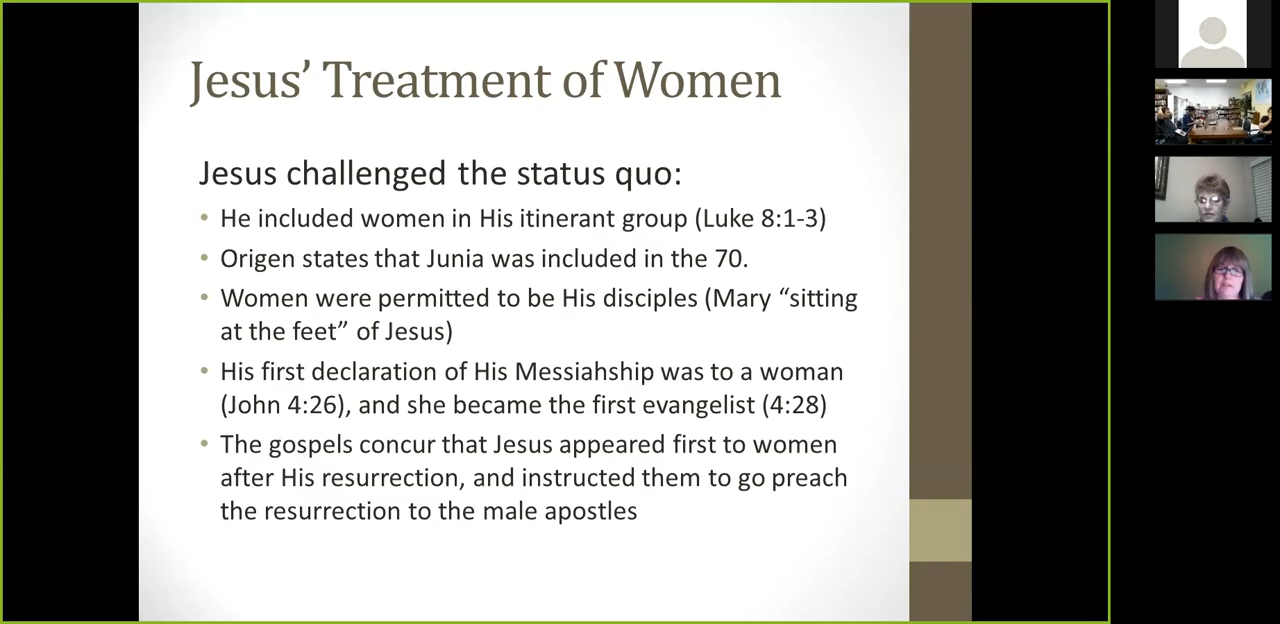 Jesus’ Treatment of Women
Jesus challenged the status quo:
• He included women in His itinerant group (Luke 8:1-3)
• Origen states that Junia was included in the 70.
• Women were permitted to be His disciples (Mary “sitting
at the feet” of Jesus)
• His first declaration of His Messiahship was to a woman
(John 4:26), and she became the first evangelist (4:28)
• The gospels concur that Jesus appeared first to women
after His resurrection, and instructed them to go preach
the resurrection to the male apostles